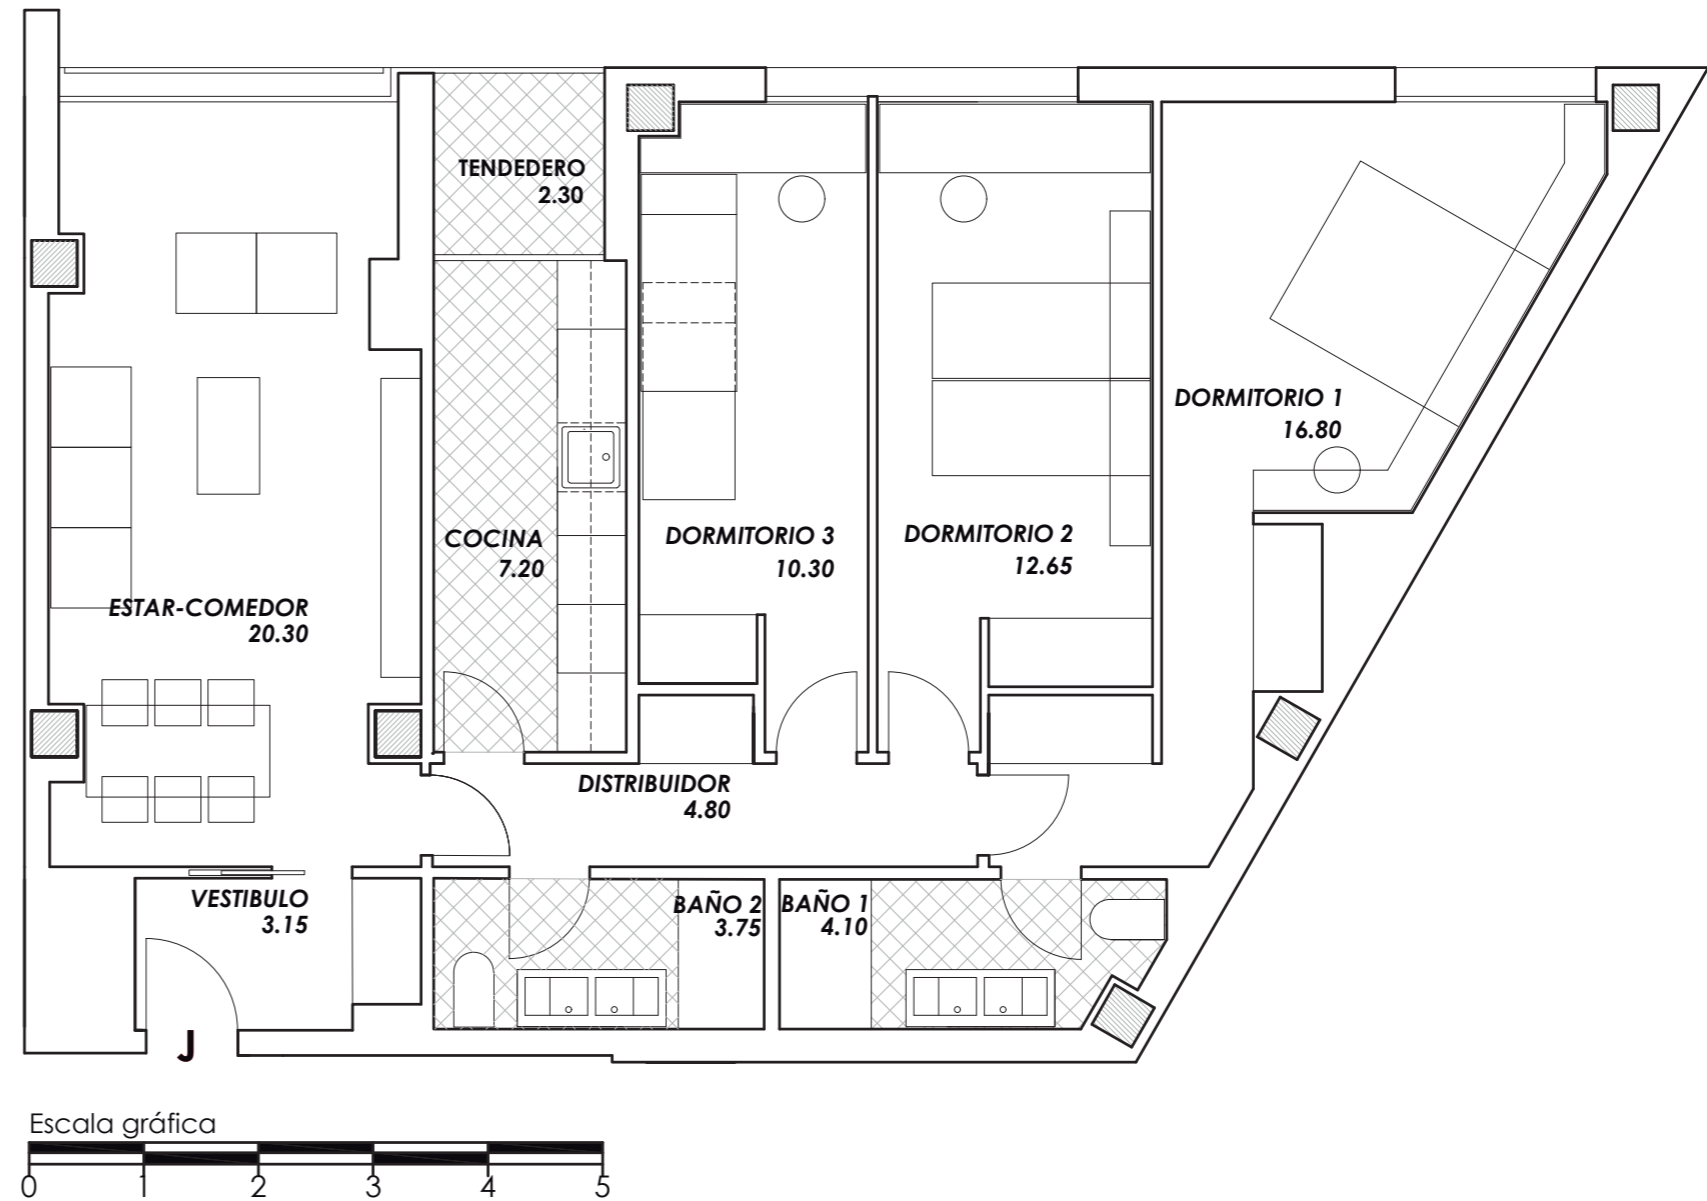 TENDEDERO
2.30
DORMITORIO 1
16.80
COCINA
7.20
DORMITORIO 3
10.30
DORMITORIO 2
12.65
ESTAR-COMEDOR
20.30
DISTRIBUIDOR
4.80
VESTIBULO
3.15
BAÑO 2
3.75
BAÑO 1
4.10
J
Escala gráfica
0 1 2 3 4 5